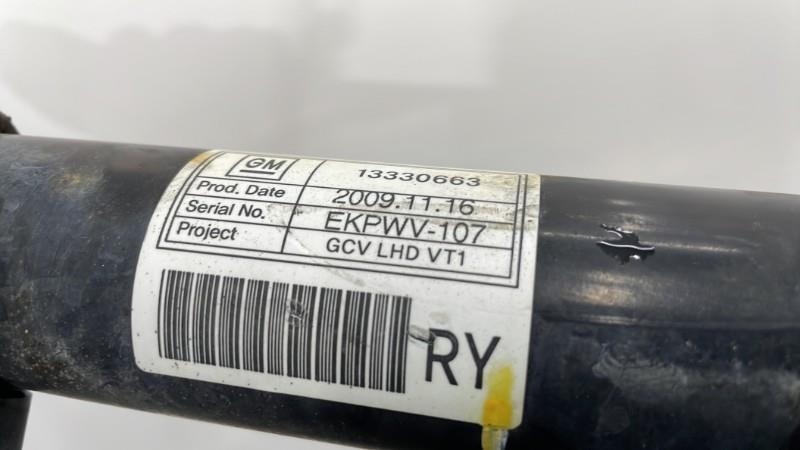 GM 13330663
Prod. Date 2009.11.16
Serial No. EKPWV-107
Project GCV LHD VT1
RY